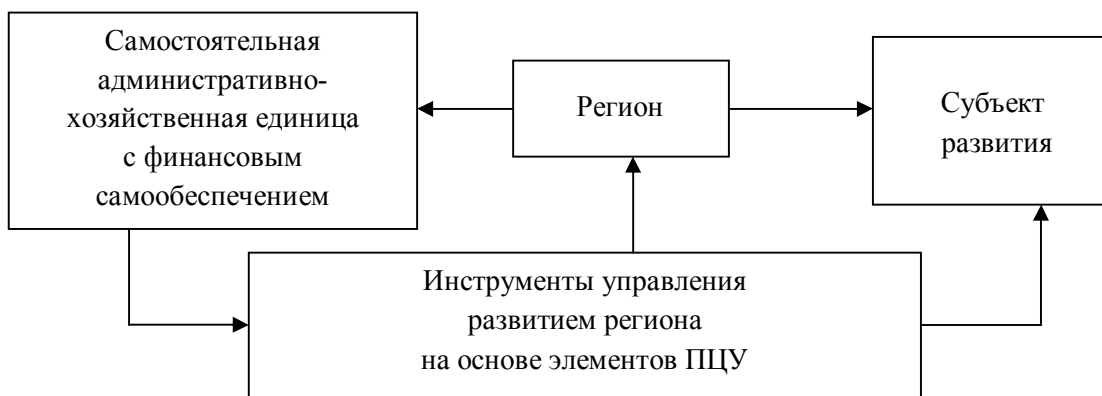 Самостоятельная
административно-
хозяйственная единица
с финансовым
самообеспечением
Регион
Субъект
развития
Инструменты управления
развитием региона
на основе элементов ПЦУ